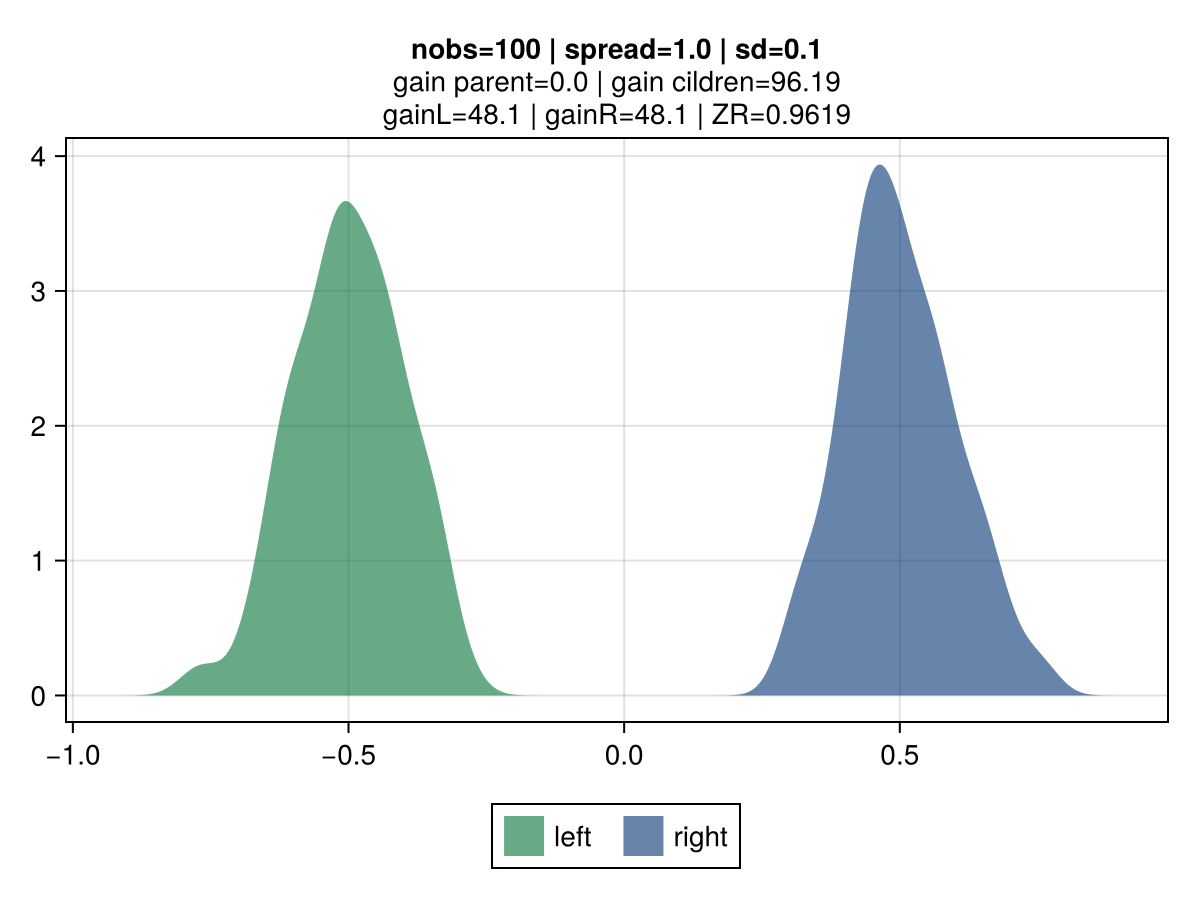 nobs=100 | spread=1.0 | sd=0.1
gain parent=0.0 | gain cildren=96.19
gainL=48.1 | gainR=48.1 | ZR=0.9619
4
3
2
1
0
−1.0 −0.5 0.0 0.5
left right